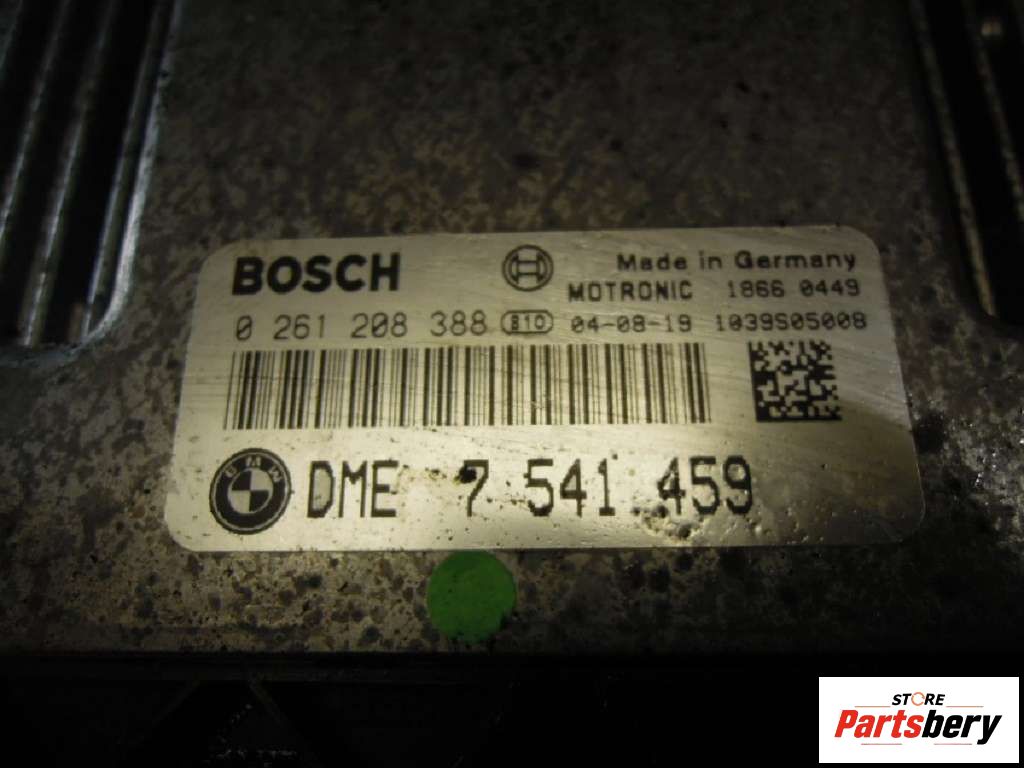 BOSCH
Made in Germany
MOTRONIC 1866 0449
0 261 208 388 B10 04-08-19 1039S05008
BMW
DME 7 541 459
STORE
Partsbery